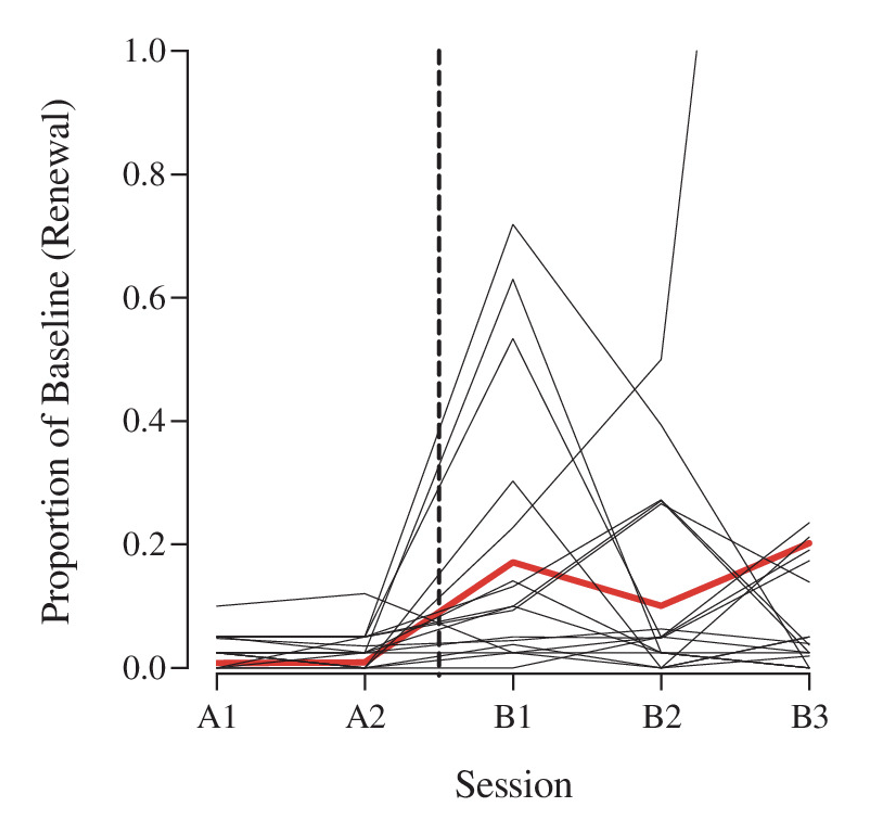 Proportion of Baseline (Renewal)
1.0
0.8
0.6
0.4
0.2
0.0
A1 A2 B1 B2 B3
Session